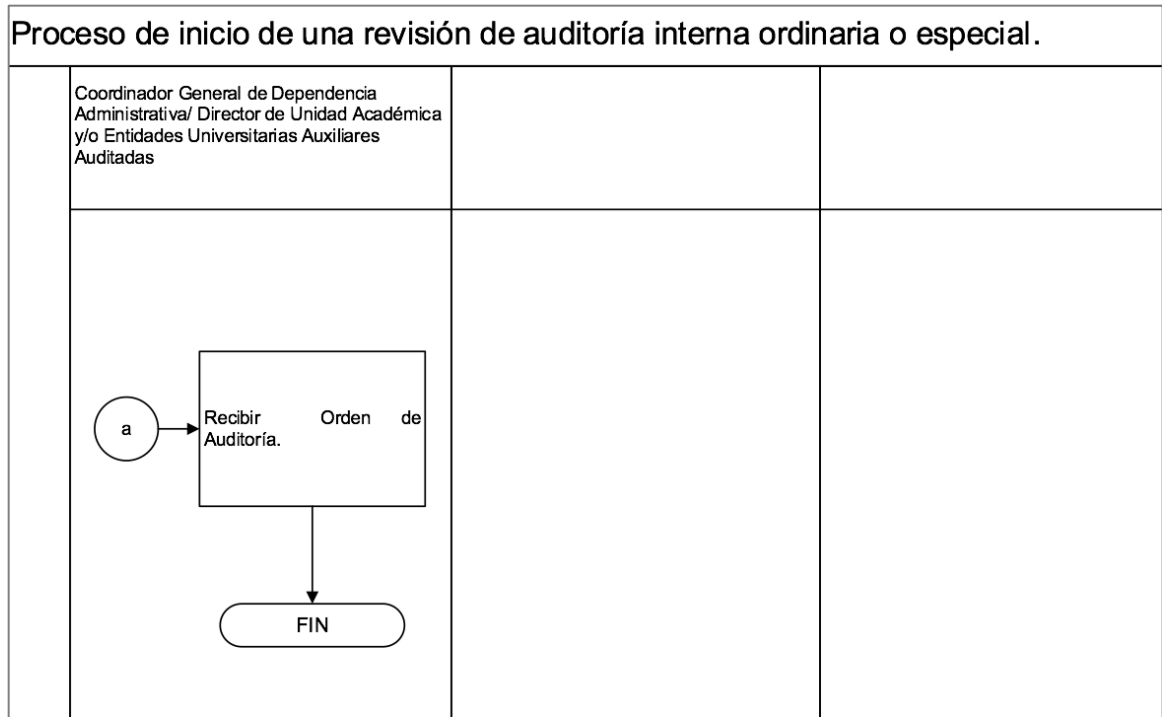 Proceso de inicio de una revisión de auditoría interna ordinaria o especial.
Coordinador General de Dependencia
Administrativa/ Director de Unidad Académica
y/o Entidades Universitarias Auxiliares
Auditadas
a
Recibir Orden de
Auditoría.
FIN